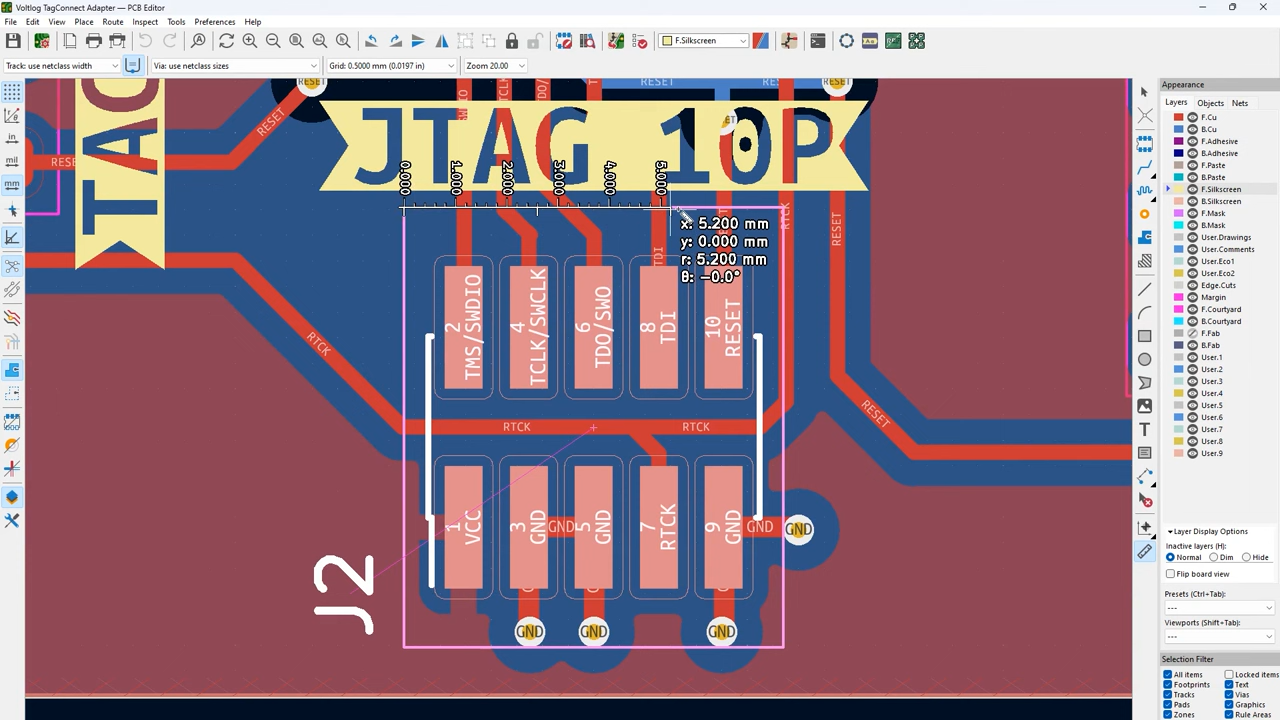 Voltlog TagConnect Adapter — PCB Editor
File Edit View Place Route Inspect Tools Preferences Help
F.Silkscreen
Track: use netclass width
Via: use netclass sizes
Grid: 0.5000 mm (0.0197 in)
Zoom 20.00
in
mil
mm
RESET
RESET
RESET
RESE
TAG
JTAG 10P
TCLK
RESET
RTCK
RESET
TDI
0.000 1.000 2.000 3.000 4.000 5.000
x: 5.200 mm
y: 0.000 mm
r: 5.200 mm
θ: −0.0°
2 TMS/SWDIO
4 TCLK/SWCLK
6 TDO/SWO
8 TDI
10 RESET
RTCK
RTCK
RTCK
RESET
1 VCC
3 GND
GND
5 GND
7 RTCK
9 GND
GND
GND
J2
GND
GND
GND
Appearance
Layers Objects Nets
F.Cu
B.Cu
F.Adhesive
B.Adhesive
F.Paste
B.Paste
F.Silkscreen
B.Silkscreen
F.Mask
B.Mask
User.Drawings
User.Comments
User.Eco1
User.Eco2
Edge.Cuts
Margin
F.Courtyard
B.Courtyard
F.Fab
B.Fab
User.1
User.2
User.3
User.4
User.5
User.6
User.7
User.8
User.9
Layer Display Options
Inactive layers (H):
Normal Dim Hide
Flip board view
Presets (Ctrl+Tab):
---
Viewports (Shift+Tab):
---
Selection Filter
All items Locked items
Footprints Text
Tracks Vias
Pads Graphics
Zones Rule Areas